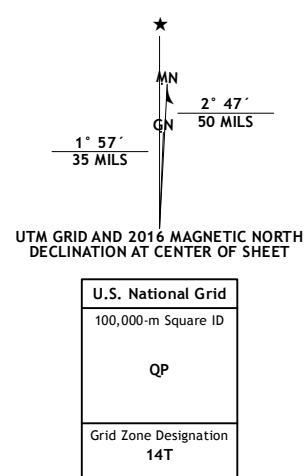 ★
MN
GN
2° 47´
50 MILS
1° 57´
35 MILS
UTM GRID AND 2016 MAGNETIC NORTH
DECLINATION AT CENTER OF SHEET
U.S. National Grid
100,000-m Square ID
QP
Grid Zone Designation
14T